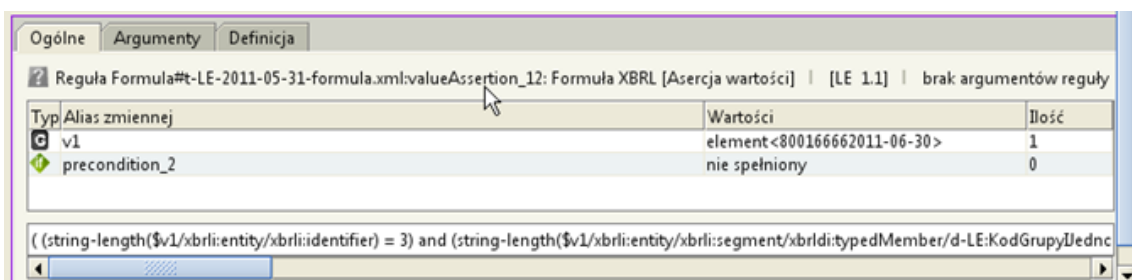 Ogólne Argumenty Definicja
Reguła Formula#t-LE-2011-05-31-formula.xml:valueAssertion_12: Formuła XBRL [Asercja wartości] | [LE 1.1] | brak argumentów reguły
Typ Alias zmiennej Wartości Ilość
v1 element<800166662011-06-30> 1
precondition_2 nie spełniony 0
( (string-length($v1/xbrli:entity/xbrli:identifier) = 3) and (string-length($v1/xbrli:entity/xbrli:segment/xbrldi:typedMember/d-LE:KodGrupyIJednc